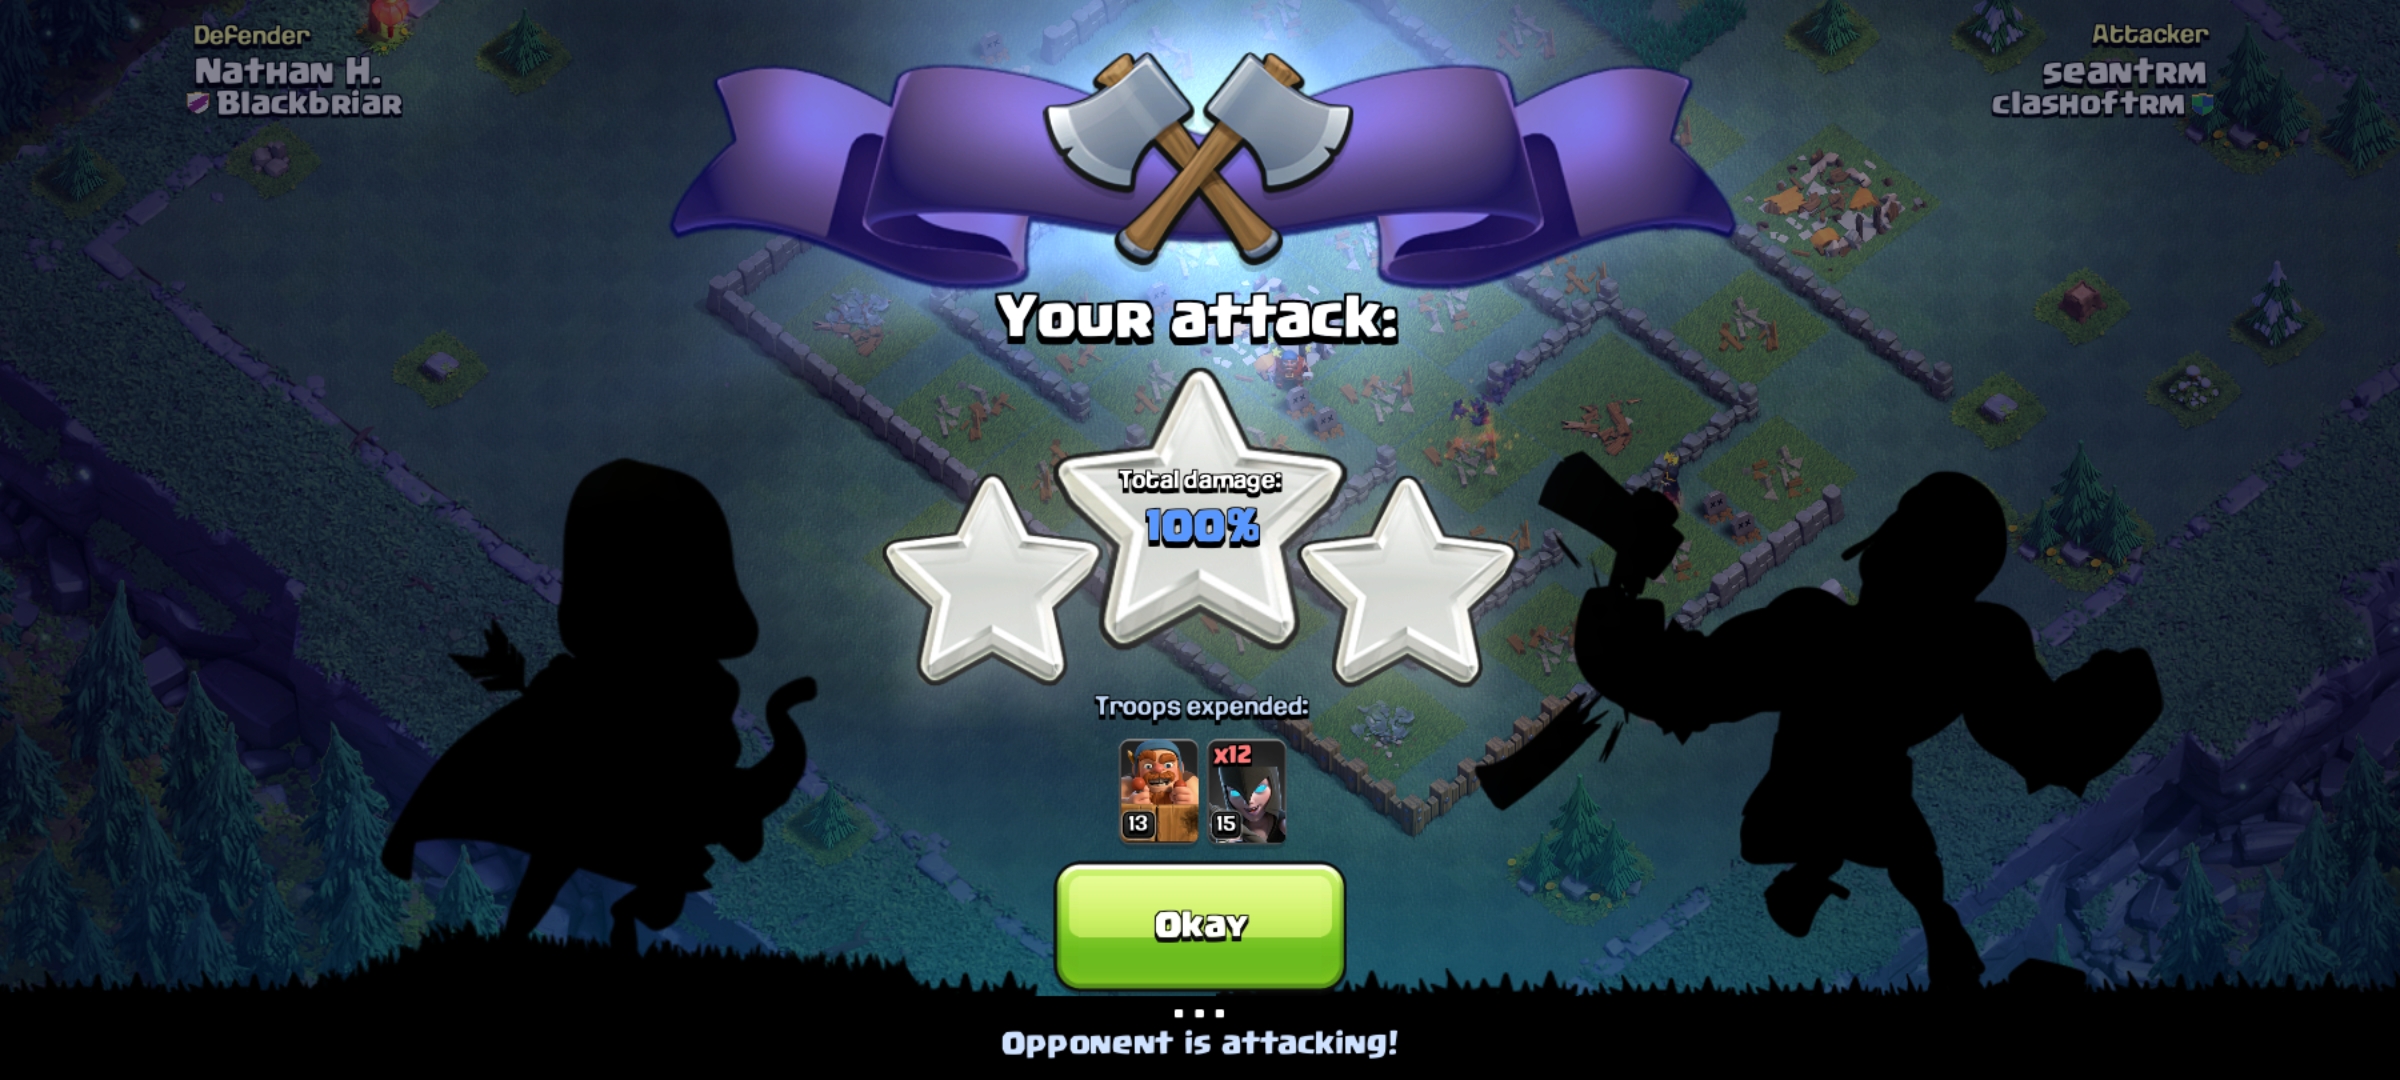 Defender
Nathan H.
Blackbriar
Attacker
seantrm
clashoftrm
Your attack:
Total damage:
100%
Troops expended:
x12
13
15
Okay
...
Opponent is attacking!